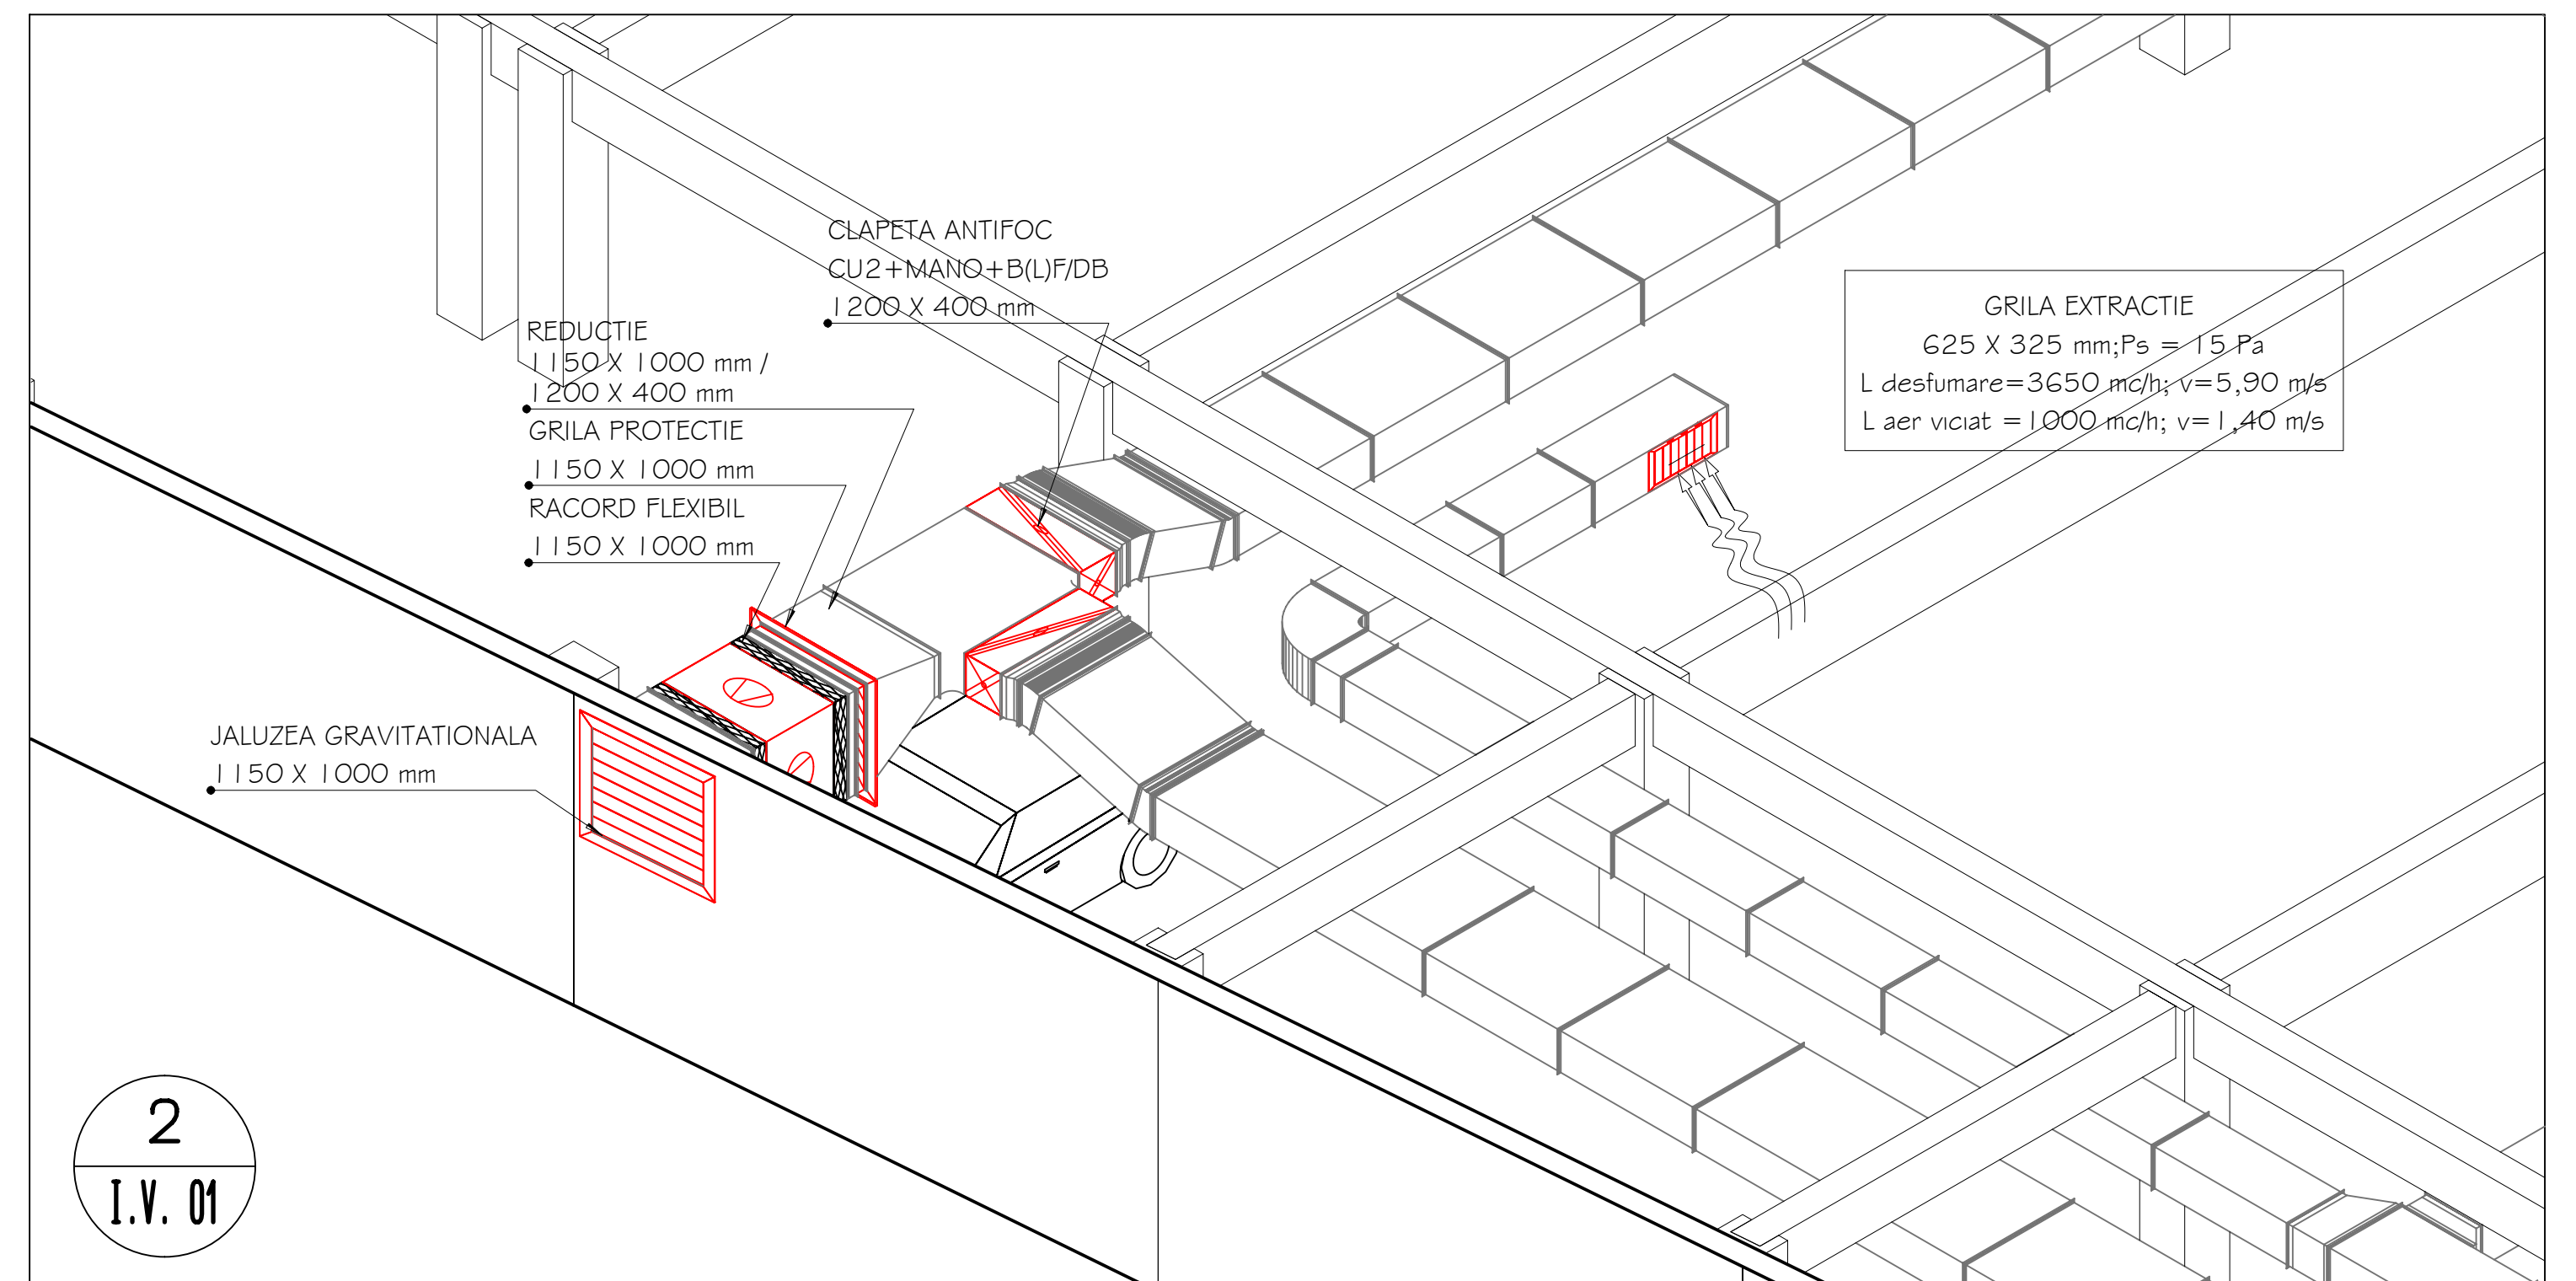 CLAPETA ANTIFOC
CU2+MANO+B(L)F/DB
1200 X 400 mm
REDUCTIE
1150 X 1000 mm /
1200 X 400 mm
GRILA PROTECTIE
1150 X 1000 mm
RACORD FLEXIBIL
1150 X 1000 mm
GRILA EXTRACTIE
625 X 325 mm;Ps = 15 Pa
L desfumare=3650 mc/h; v=5,90 m/s
L aer viciat =1000 mc/h; v=1,40 m/s
JALUZEA GRAVITATIONALA
1150 X 1000 mm
2
I.V. 01